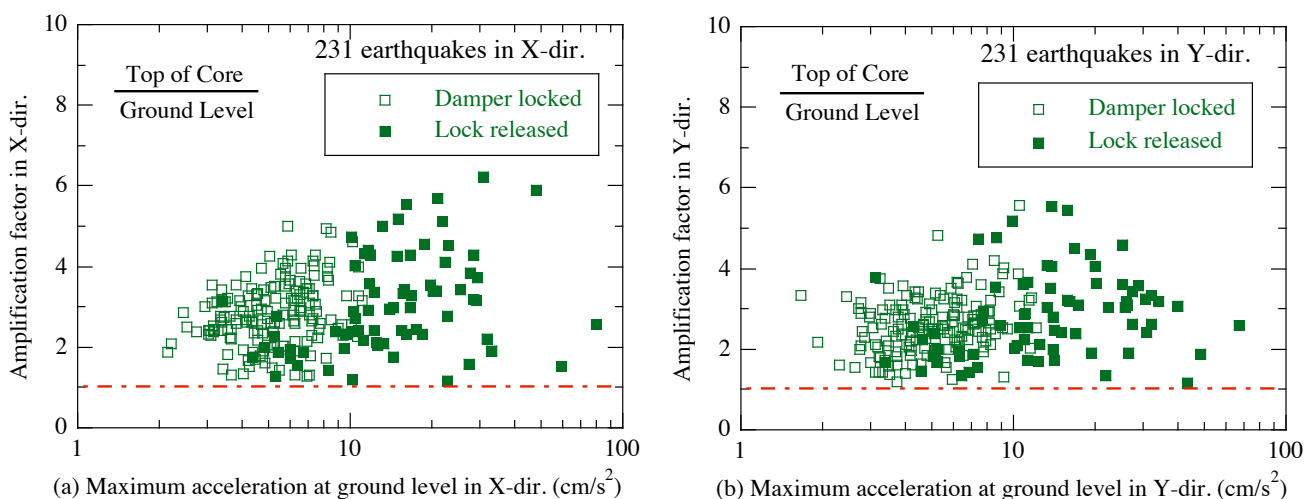 10
8
6
4
2
0
1
10
100
Amplification factor in X-dir.
231 earthquakes in X-dir.
Top of Core
Ground Level
Damper locked
Lock released
(a) Maximum acceleration at ground level in X-dir. (cm/s²)
10
8
6
4
2
0
1
10
100
Amplification factor in Y-dir.
231 earthquakes in Y-dir.
Top of Core
Ground Level
Damper locked
Lock released
(b) Maximum acceleration at ground level in Y-dir. (cm/s²)